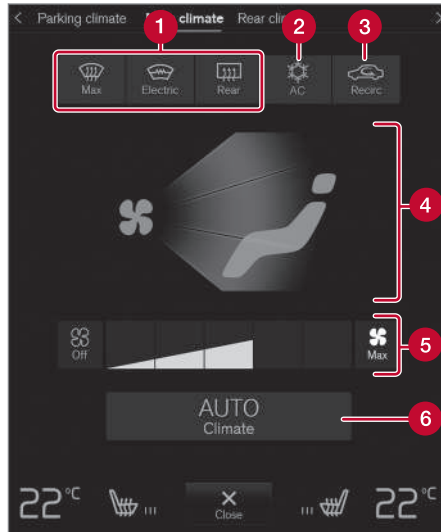 Parking climate climate Rear cli
1 2 3
Max Electric Rear AC Recirc
4
Off Max 5
AUTO
Climate 6
22°C 22°C
Close